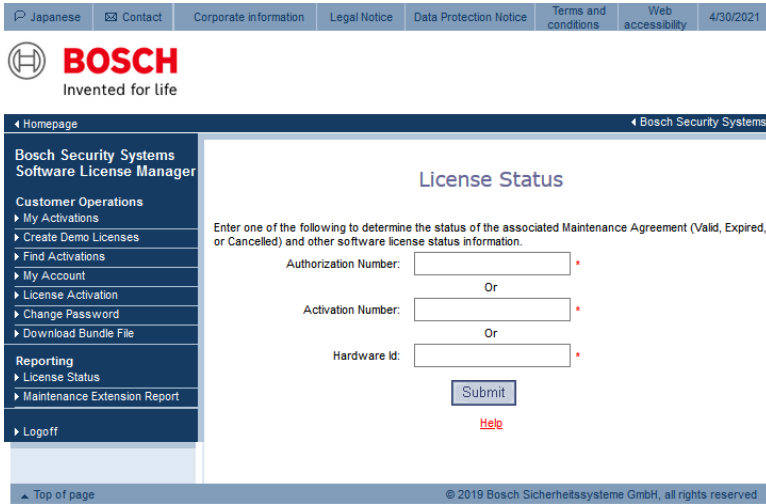 Japanese
Contact
Corporate information
Legal Notice
Data Protection Notice
Terms and
conditions
Web
accessibility
4/30/2021
BOSCH
Invented for life
Homepage
Bosch Security Systems
Bosch Security Systems
Software License Manager
Customer Operations
My Activations
Create Demo Licenses
Find Activations
My Account
License Activation
Change Password
Download Bundle File
Reporting
License Status
Maintenance Extension Report
Logoff
License Status
Enter one of the following to determine the status of the associated Maintenance Agreement (Valid, Expired,
or Cancelled) and other software license status information.
Authorization Number: *
Or
Activation Number: *
Or
Hardware Id: *
Submit
Help
Top of page
© 2019 Bosch Sicherheitssysteme GmbH, all rights reserved